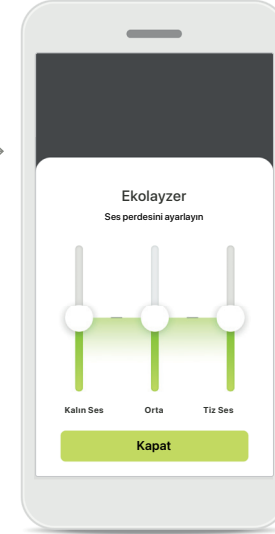 Ekolayzer
Ses perdesini ayarlayın
Kalın Ses Orta Tiz Ses
Kapat